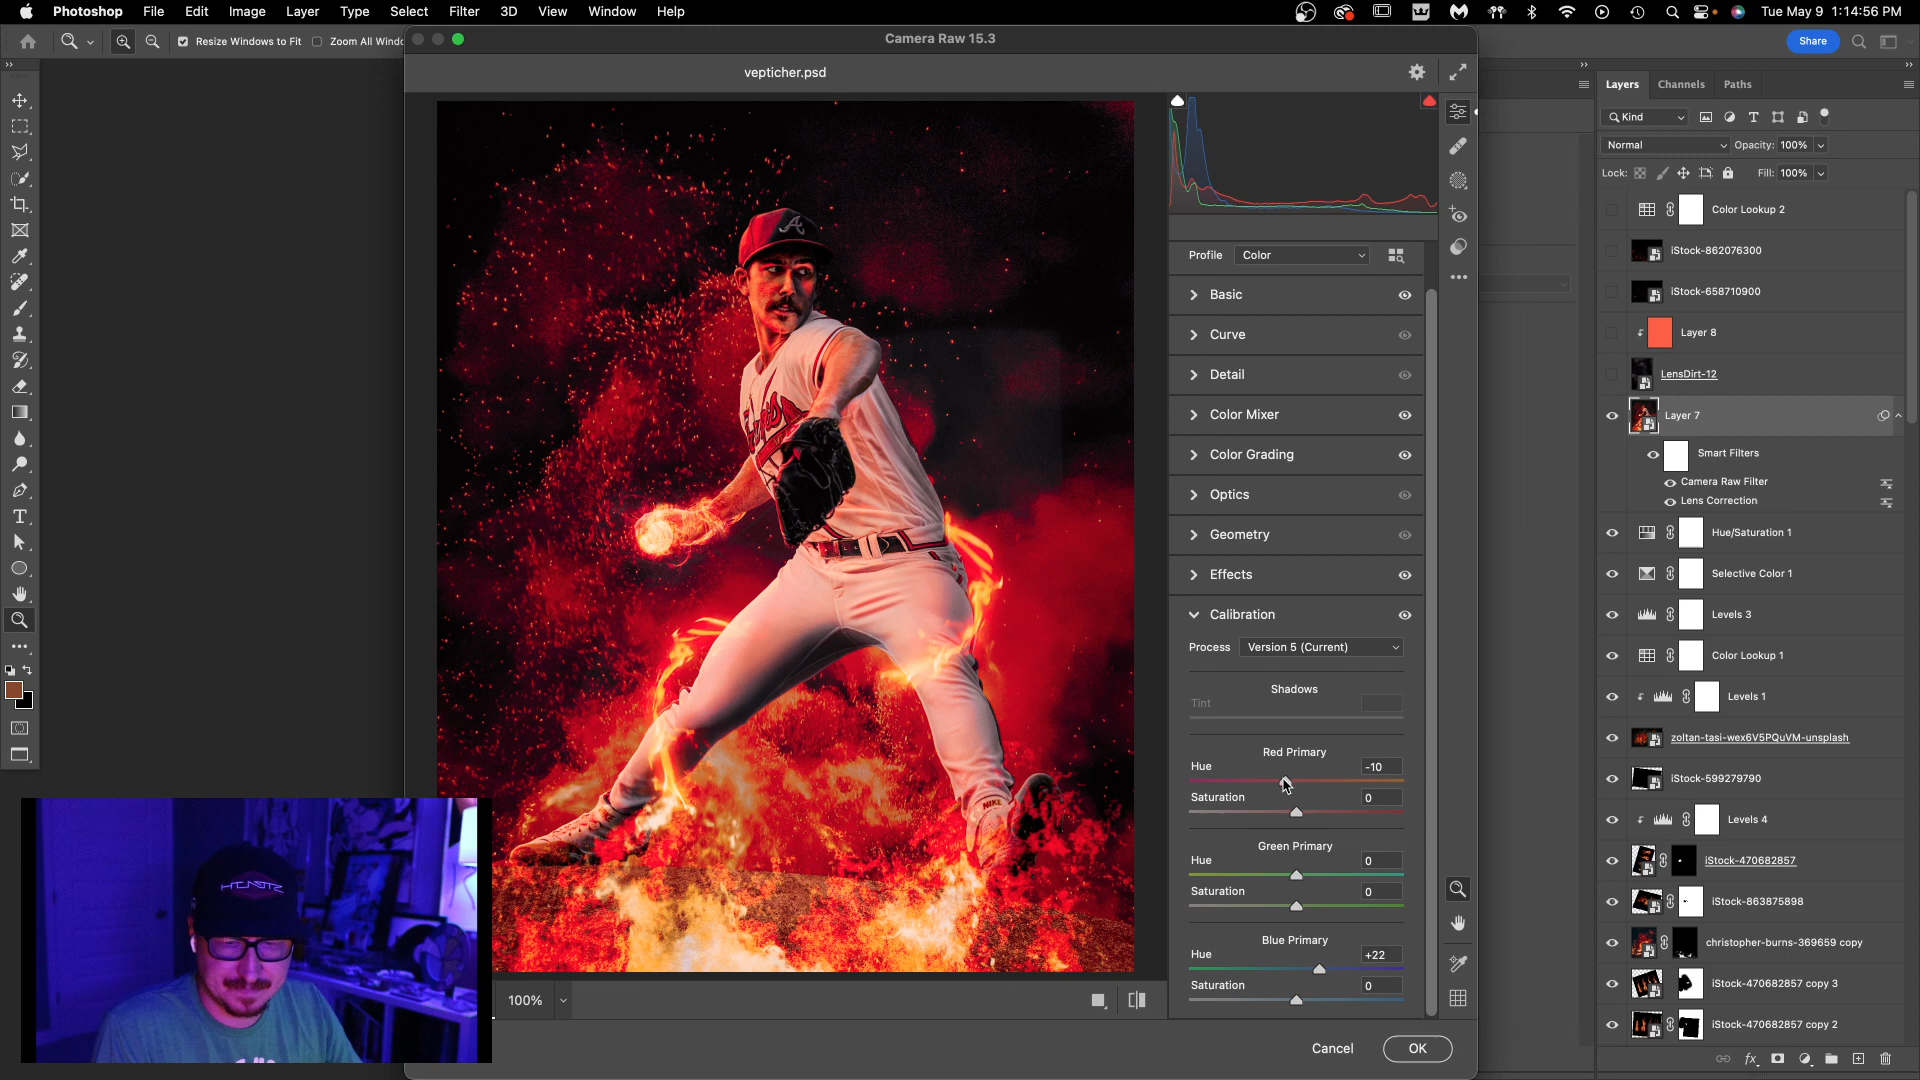 Photoshop File Edit Image Layer Type Select Filter 3D View Window Help Tue May 9 1:14:56 PM
Resize Windows to Fit Zoom All Windo
Share
Camera Raw 15.3
vepticher.psd
Profile Color
Basic
Curve
Detail
Color Mixer
Color Grading
Optics
Geometry
Effects
Calibration
Process Version 5 (Current)
Shadows
Tint
Red Primary
Hue -10
Saturation 0
Green Primary
Hue 0
Saturation 0
Blue Primary
Hue +22
Saturation 0
100%
Cancel OK
A
NIKE
Layers Channels Paths
Kind
Normal Opacity: 100%
Lock: Fill: 100%
Color Lookup 2
iStock-862076300
iStock-658710900
Layer 8
LensDirt-12
Layer 7
Smart Filters
Camera Raw Filter
Lens Correction
Hue/Saturation 1
Selective Color 1
Levels 3
Color Lookup 1
Levels 1
zoltan-tasi-wex6V5PQuVM-unsplash
iStock-599279790
Levels 4
iStock-470682857
iStock-863875898
christopher-burns-369659 copy
iStock-470682857 copy 3
iStock-470682857 copy 2
fx